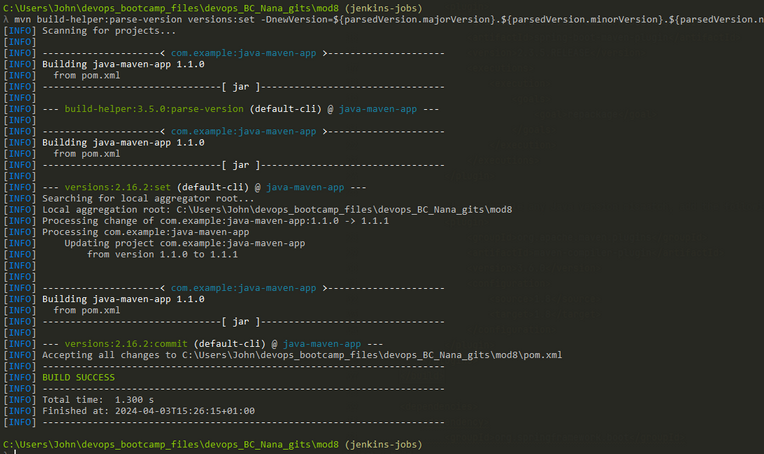 C:\Users\John\devops_bootcamp_files\devops_BC_Nana_gits\mod8 (jenkins-jobs)
λ mvn build-helper:parse-version versions:set -DnewVersion=${parsedVersion.majorVersion}.${parsedVersion.minorVersion}.${parsedVersion.n
[INFO] Scanning for projects...
[INFO]
[INFO] ---------------------< com.example:java-maven-app >---------------------
[INFO] Building java-maven-app 1.1.0
[INFO]   from pom.xml
[INFO] --------------------------------[ jar ]---------------------------------
[INFO]
[INFO] --- build-helper:3.5.0:parse-version (default-cli) @ java-maven-app ---
[INFO]
[INFO] ---------------------< com.example:java-maven-app >---------------------
[INFO] Building java-maven-app 1.1.0
[INFO]   from pom.xml
[INFO] --------------------------------[ jar ]---------------------------------
[INFO]
[INFO] --- versions:2.16.2:set (default-cli) @ java-maven-app ---
[INFO] Searching for local aggregator root...
[INFO] Local aggregation root: C:\Users\John\devops_bootcamp_files\devops_BC_Nana_gits\mod8
[INFO] Processing change of com.example:java-maven-app:1.1.0 -> 1.1.1
[INFO] Processing com.example:java-maven-app
[INFO]     Updating project com.example:java-maven-app
[INFO]         from version 1.1.0 to 1.1.1
[INFO]
[INFO]
[INFO] ---------------------< com.example:java-maven-app >---------------------
[INFO] Building java-maven-app 1.1.0
[INFO]   from pom.xml
[INFO] --------------------------------[ jar ]---------------------------------
[INFO]
[INFO] --- versions:2.16.2:commit (default-cli) @ java-maven-app ---
[INFO] Accepting all changes to C:\Users\John\devops_bootcamp_files\devops_BC_Nana_gits\mod8\pom.xml
[INFO] ------------------------------------------------------------------------
[INFO] BUILD SUCCESS
[INFO] ------------------------------------------------------------------------
[INFO] Total time:  1.300 s
[INFO] Finished at: 2024-04-03T15:26:15+01:00
[INFO] ------------------------------------------------------------------------
C:\Users\John\devops_bootcamp_files\devops_BC_Nana_gits\mod8 (jenkins-jobs)